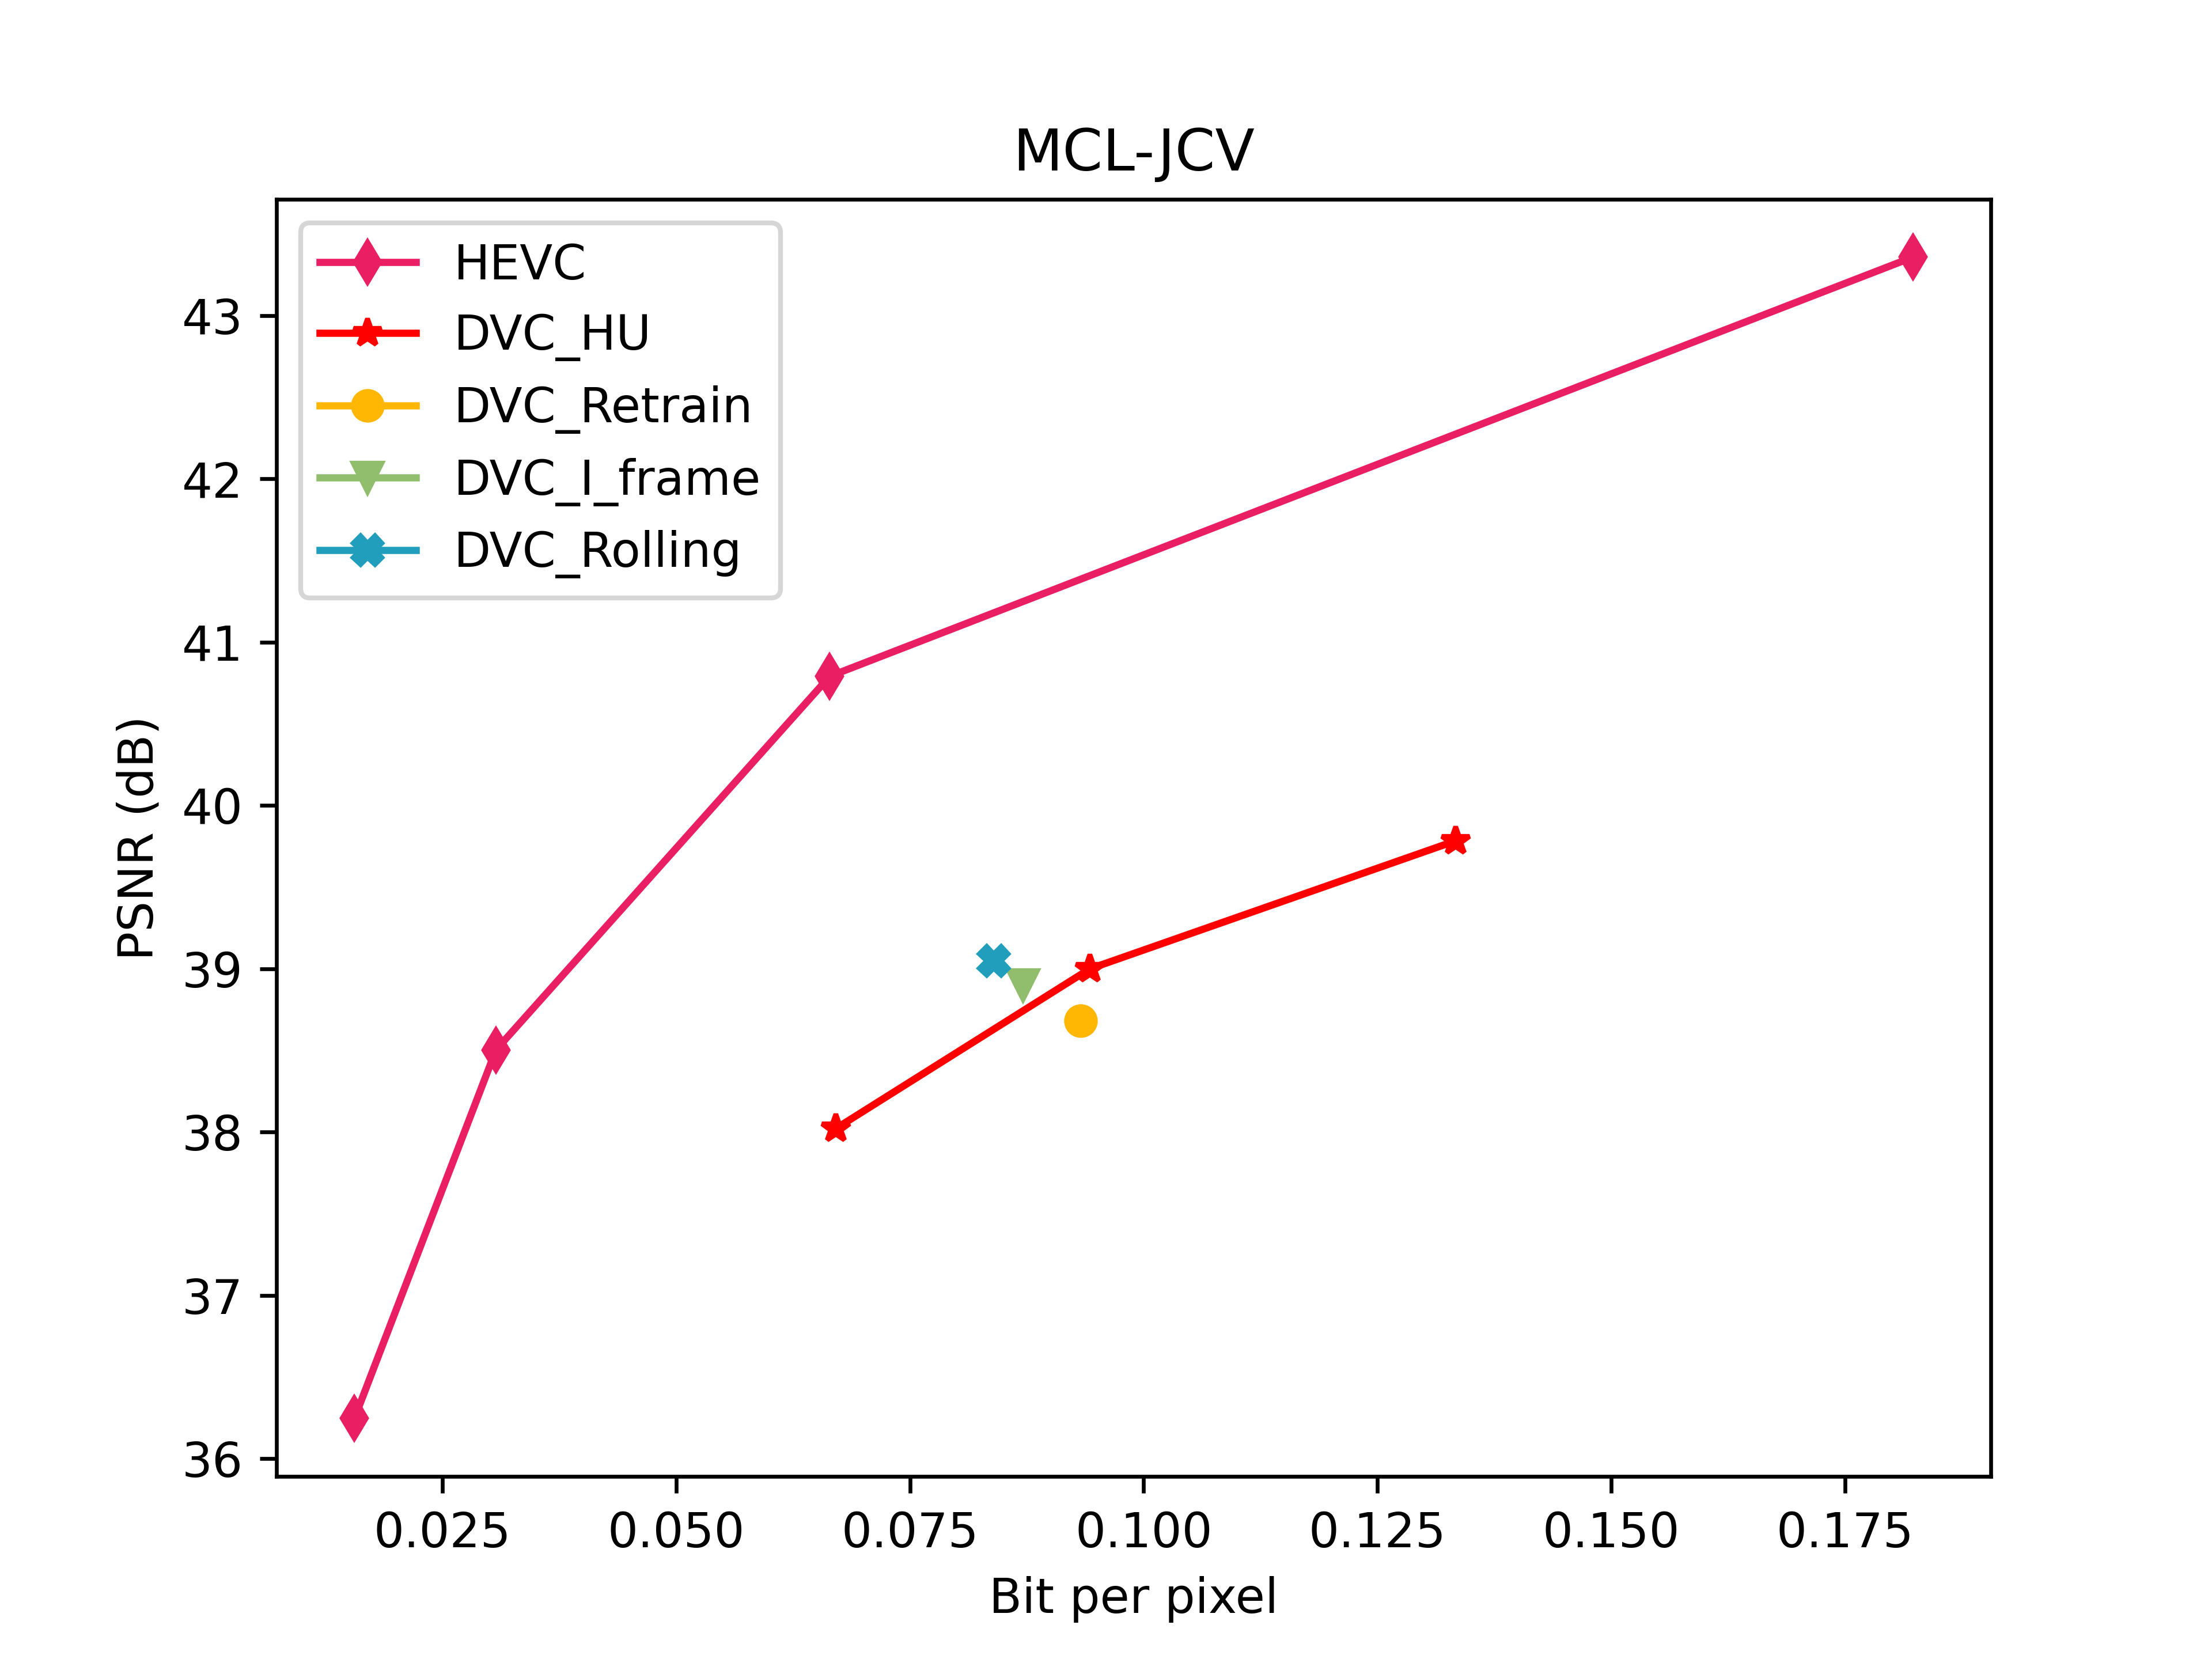 MCL-JCV
HEVC
DVC_HU
DVC_Retrain
DVC_I_frame
DVC_Rolling
43
42
41
40
39
38
37
36
PSNR (dB)
0.025 0.050 0.075 0.100 0.125 0.150 0.175
Bit per pixel